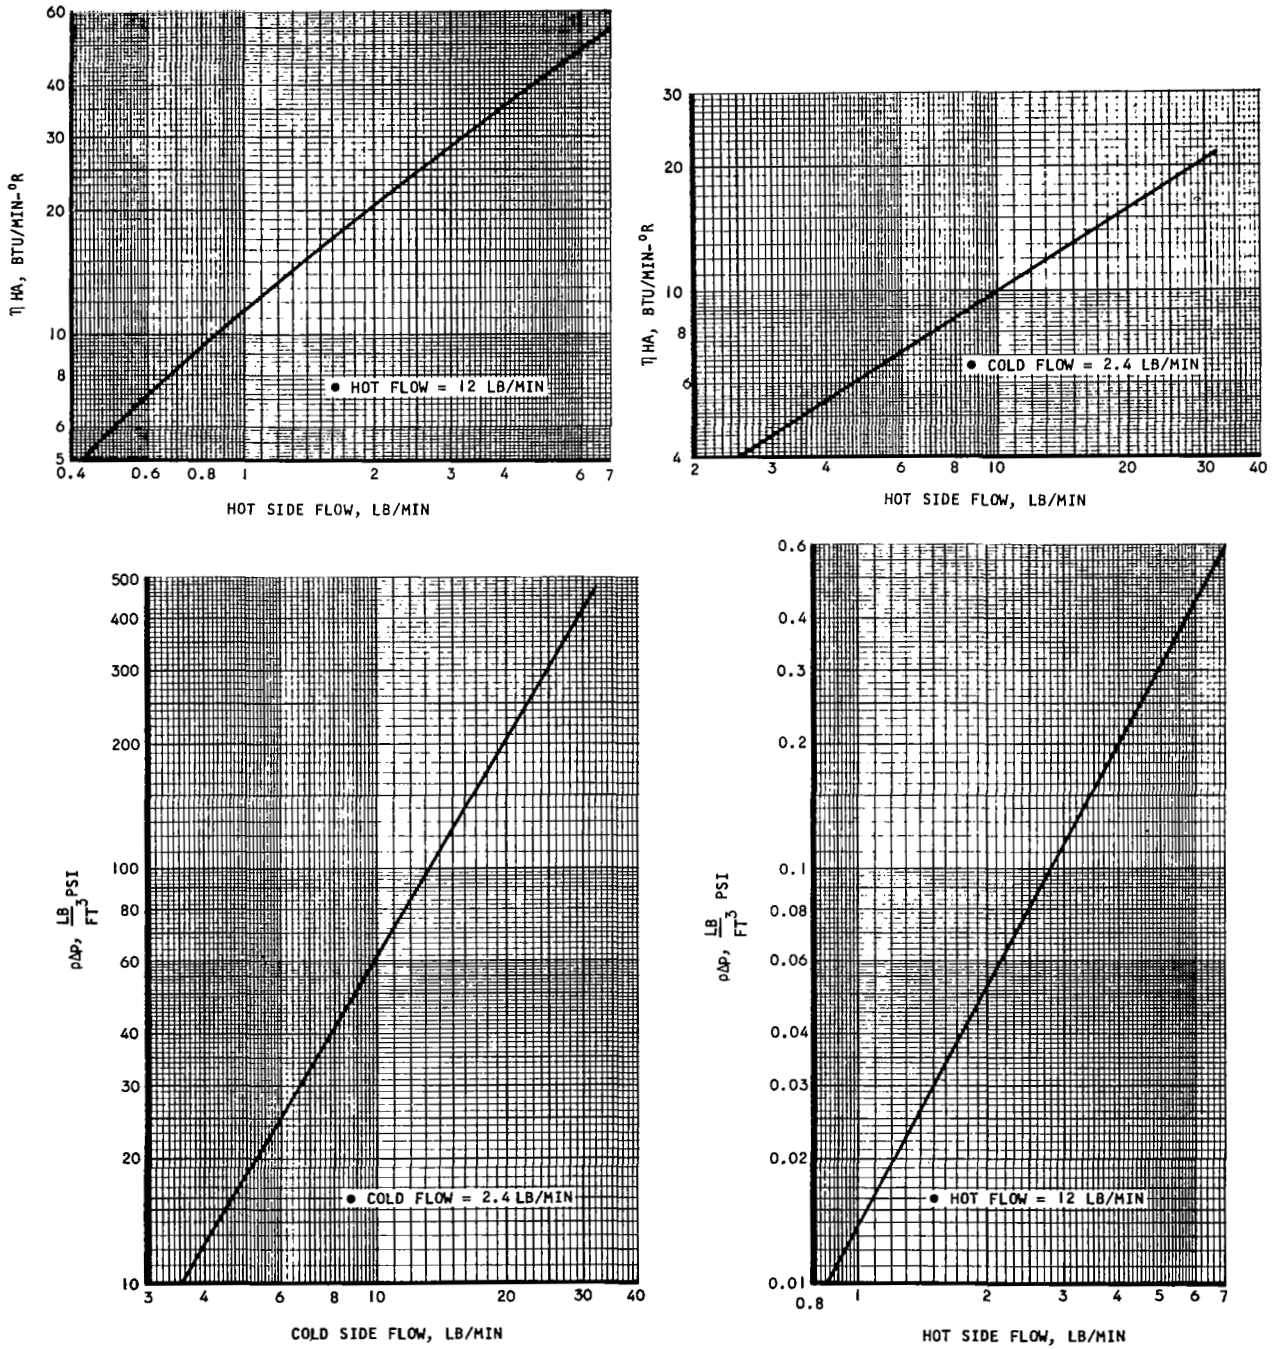 60
40
30
20
10
8
6
5
η HA, BTU/MIN-°R
● HOT FLOW = 12 LB/MIN
0.4 0.6 0.8 1 2 3 4 6 7
HOT SIDE FLOW, LB/MIN
30
20
10
8
6
4
η HA, BTU/MIN-°R
● COLD FLOW = 2.4 LB/MIN
2 3 4 6 8 10 20 30 40
HOT SIDE FLOW, LB/MIN
500
400
300
200
100
80
60
40
30
20
10
ρΔP, LB/FT³ PSI
● COLD FLOW = 2.4 LB/MIN
3 4 6 8 10 20 30 40
COLD SIDE FLOW, LB/MIN
0.6
0.4
0.3
0.2
0.1
0.08
0.06
0.04
0.03
0.02
0.01
ρΔP, LB/FT³ PSI
● HOT FLOW = 12 LB/MIN
0.8 1 2 3 4 5 6 7
HOT SIDE FLOW, LB/MIN